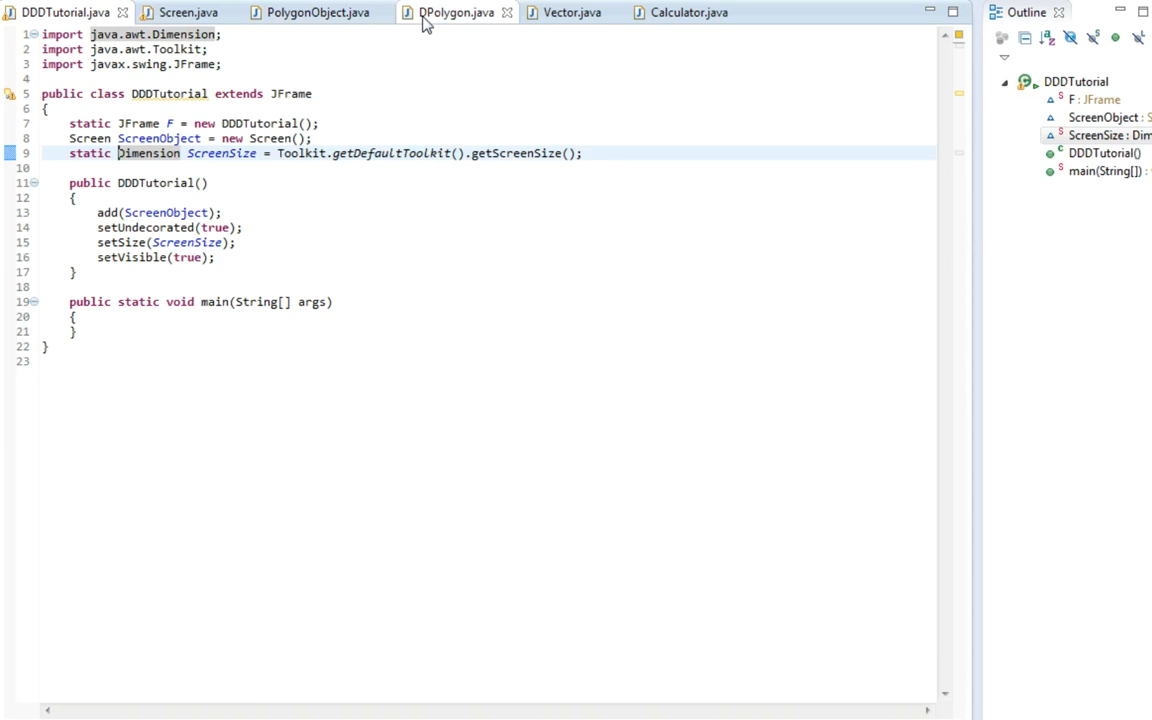 DDDTutorial.java Screen.java PolygonObject.java DPolygon.java Vector.java Calculator.java Outline
1 import java.awt.Dimension;
2 import java.awt.Toolkit;
3 import javax.swing.JFrame;
4
5 public class DDDTutorial extends JFrame
6 {
7 static JFrame F = new DDDTutorial();
8 Screen ScreenObject = new Screen();
9 static Dimension ScreenSize = Toolkit.getDefaultToolkit().getScreenSize();
10
11 public DDDTutorial()
12 {
13 add(ScreenObject);
14 setUndecorated(true);
15 setSize(ScreenSize);
16 setVisible(true);
17 }
18
19 public static void main(String[] args)
20 {
21 }
22 }
23
DDDTutorial
F : JFrame
ScreenObject : S
ScreenSize : Dim
DDDTutorial()
main(String[]) :